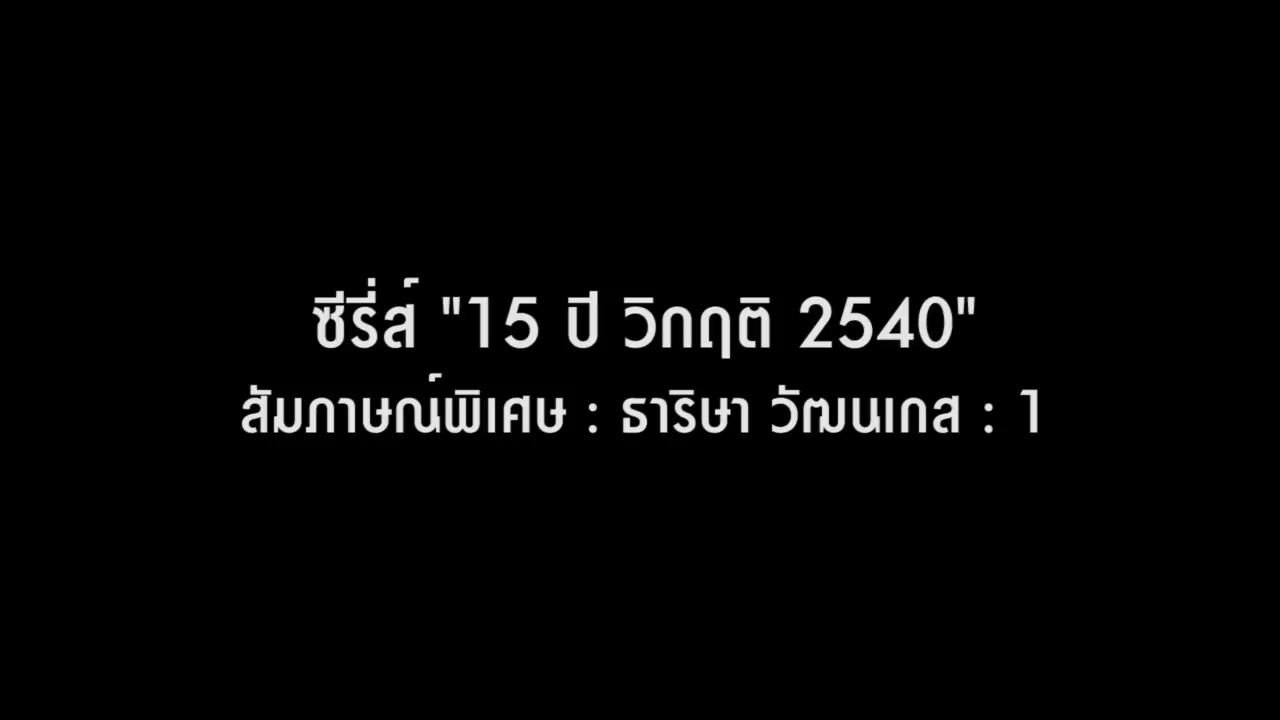 ซีรี่ส์ "15 ปี วิกฤติ 2540"
สัมภาษณ์พิเศษ : ธาริษา วัฒนเกส : 1